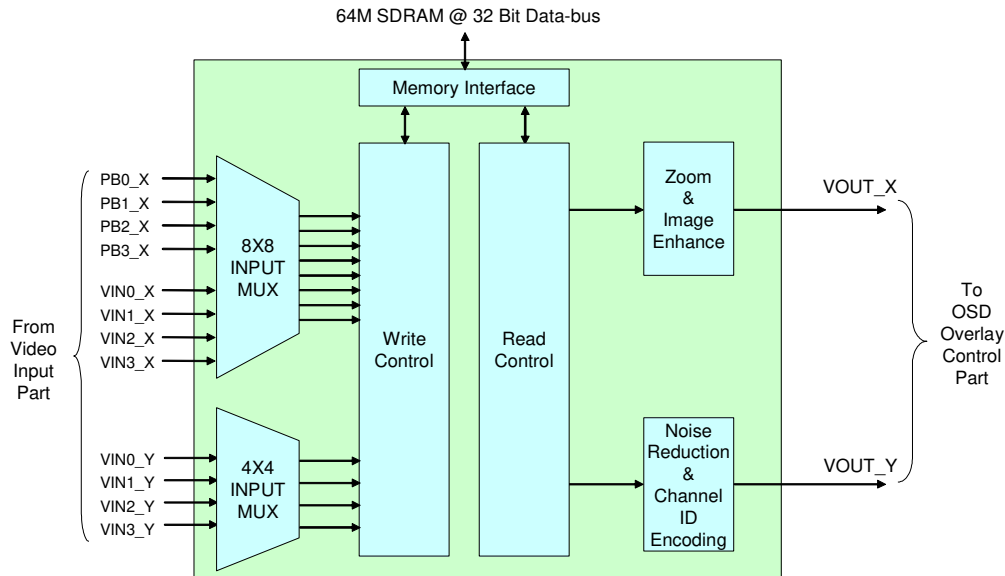 64M SDRAM @ 32 Bit Data-bus
Memory Interface
From
Video
Input
Part
PB0_X
PB1_X
PB2_X
PB3_X
VIN0_X
VIN1_X
VIN2_X
VIN3_X
8X8
INPUT
MUX
VIN0_Y
VIN1_Y
VIN2_Y
VIN3_Y
4X4
INPUT
MUX
Write
Control
Read
Control
Zoom
&
Image
Enhance
Noise
Reduction
&
Channel
ID
Encoding
VOUT_X
VOUT_Y
To
OSD
Overlay
Control
Part